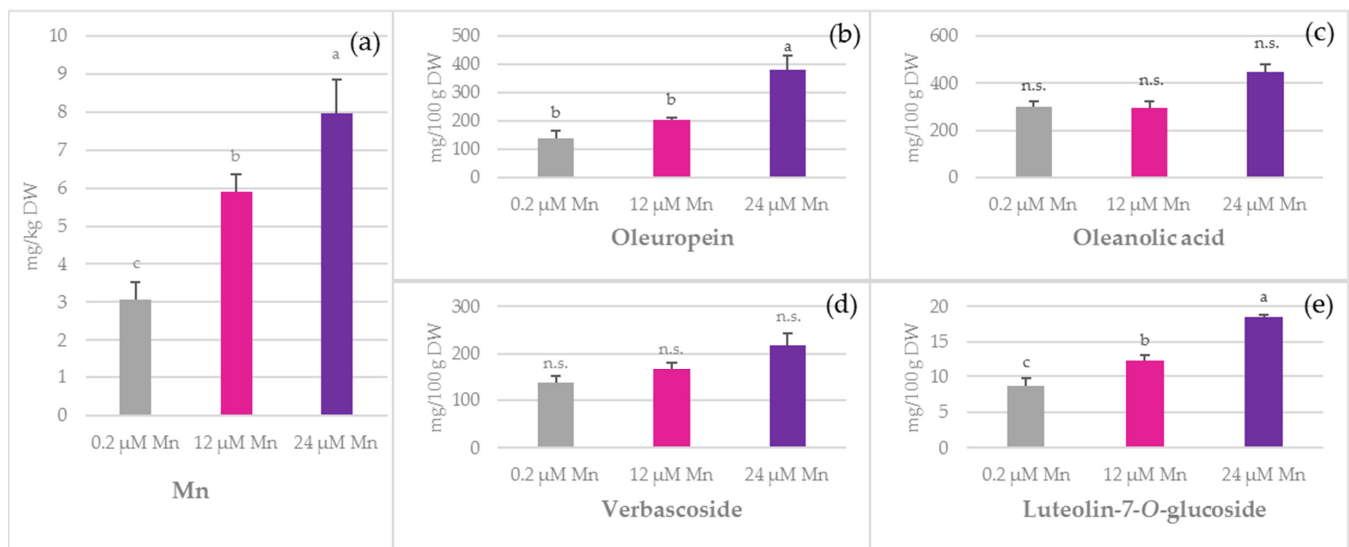 (a)
10
9
8
7
6
5
4
3
2
1
0
mg/kg DW
c
b
a
0.2 µM Mn 12 µM Mn 24 µM Mn
Mn
(b)
500
400
300
200
100
0
mg/100 g DW
b
b
a
0.2 µM Mn 12 µM Mn 24 µM Mn
Oleuropein
(c)
600
400
200
0
mg/100 g DW
n.s.
n.s.
n.s.
0.2 µM Mn 12 µM Mn 24 µM Mn
Oleanolic acid
(d)
300
200
100
0
mg/100 g DW
n.s.
n.s.
n.s.
0.2 µM Mn 12 µM Mn 24 µM Mn
Verbascoside
(e)
20
15
10
5
0
mg/100 g DW
c
b
a
0.2 µM Mn 12 µM Mn 24 µM Mn
Luteolin-7-O-glucoside